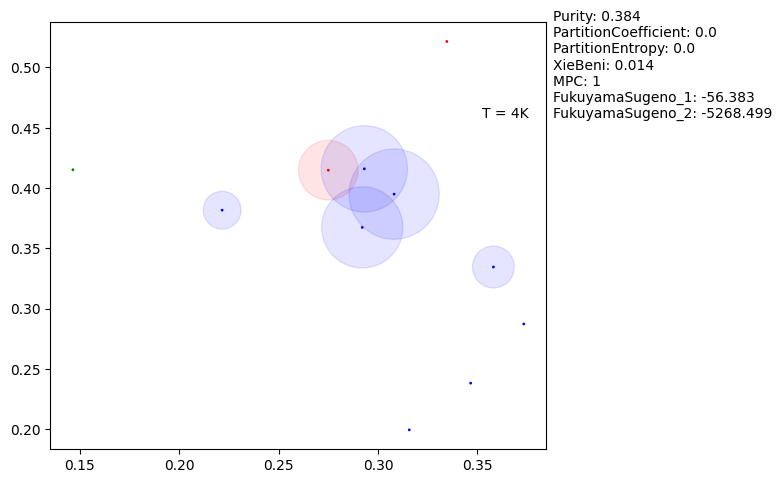 Purity: 0.384
PartitionCoefficient: 0.0
PartitionEntropy: 0.0
XieBeni: 0.014
MPC: 1
FukuyamaSugeno_1: -56.383
FukuyamaSugeno_2: -5268.499
T = 4K
0.50
0.45
0.40
0.35
0.30
0.25
0.20
0.15
0.20
0.25
0.30
0.35